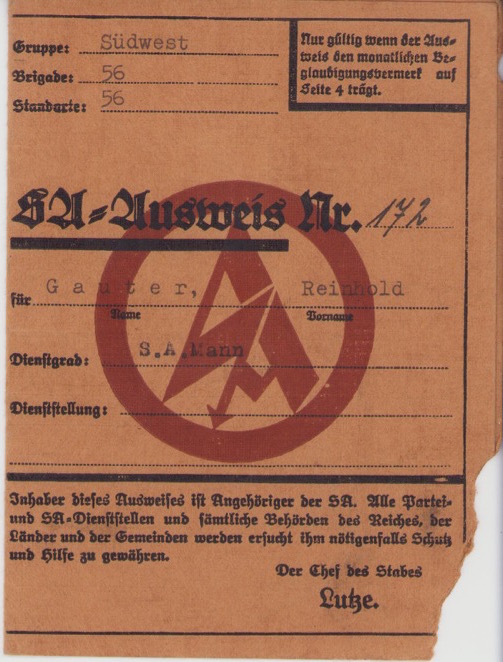 Gruppe: Südwest
Brigade: 56
Standarte: 56
Nur gültig wenn der Aus-
weis den monatlichen Be-
glaubigungsvermerk auf
Seite 4 trägt.
SA-Ausweis Nr. 172
für Gauter, Reinhold
Name Vorname
Dienstgrad: S.A.Mann
Dienststellung:
Inhaber dieses Ausweises ist Angehöriger der SA. Alle Partei-
und SA-Dienststellen und sämtliche Behörden des Reiches, der
Länder und der Gemeinden werden ersucht ihm nötigenfalls Schutz
und Hilfe zu gewähren.
Der Chef des Stabes
Lutze.